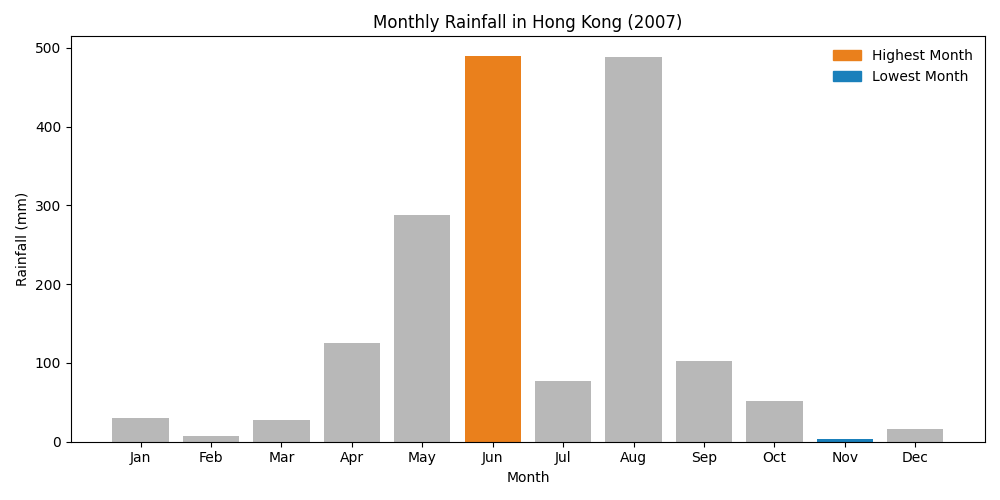 Monthly Rainfall in Hong Kong (2007)
Highest Month
Lowest Month
Rainfall (mm)
500
400
300
200
100
0
Jan Feb Mar Apr May Jun Jul Aug Sep Oct Nov Dec
Month